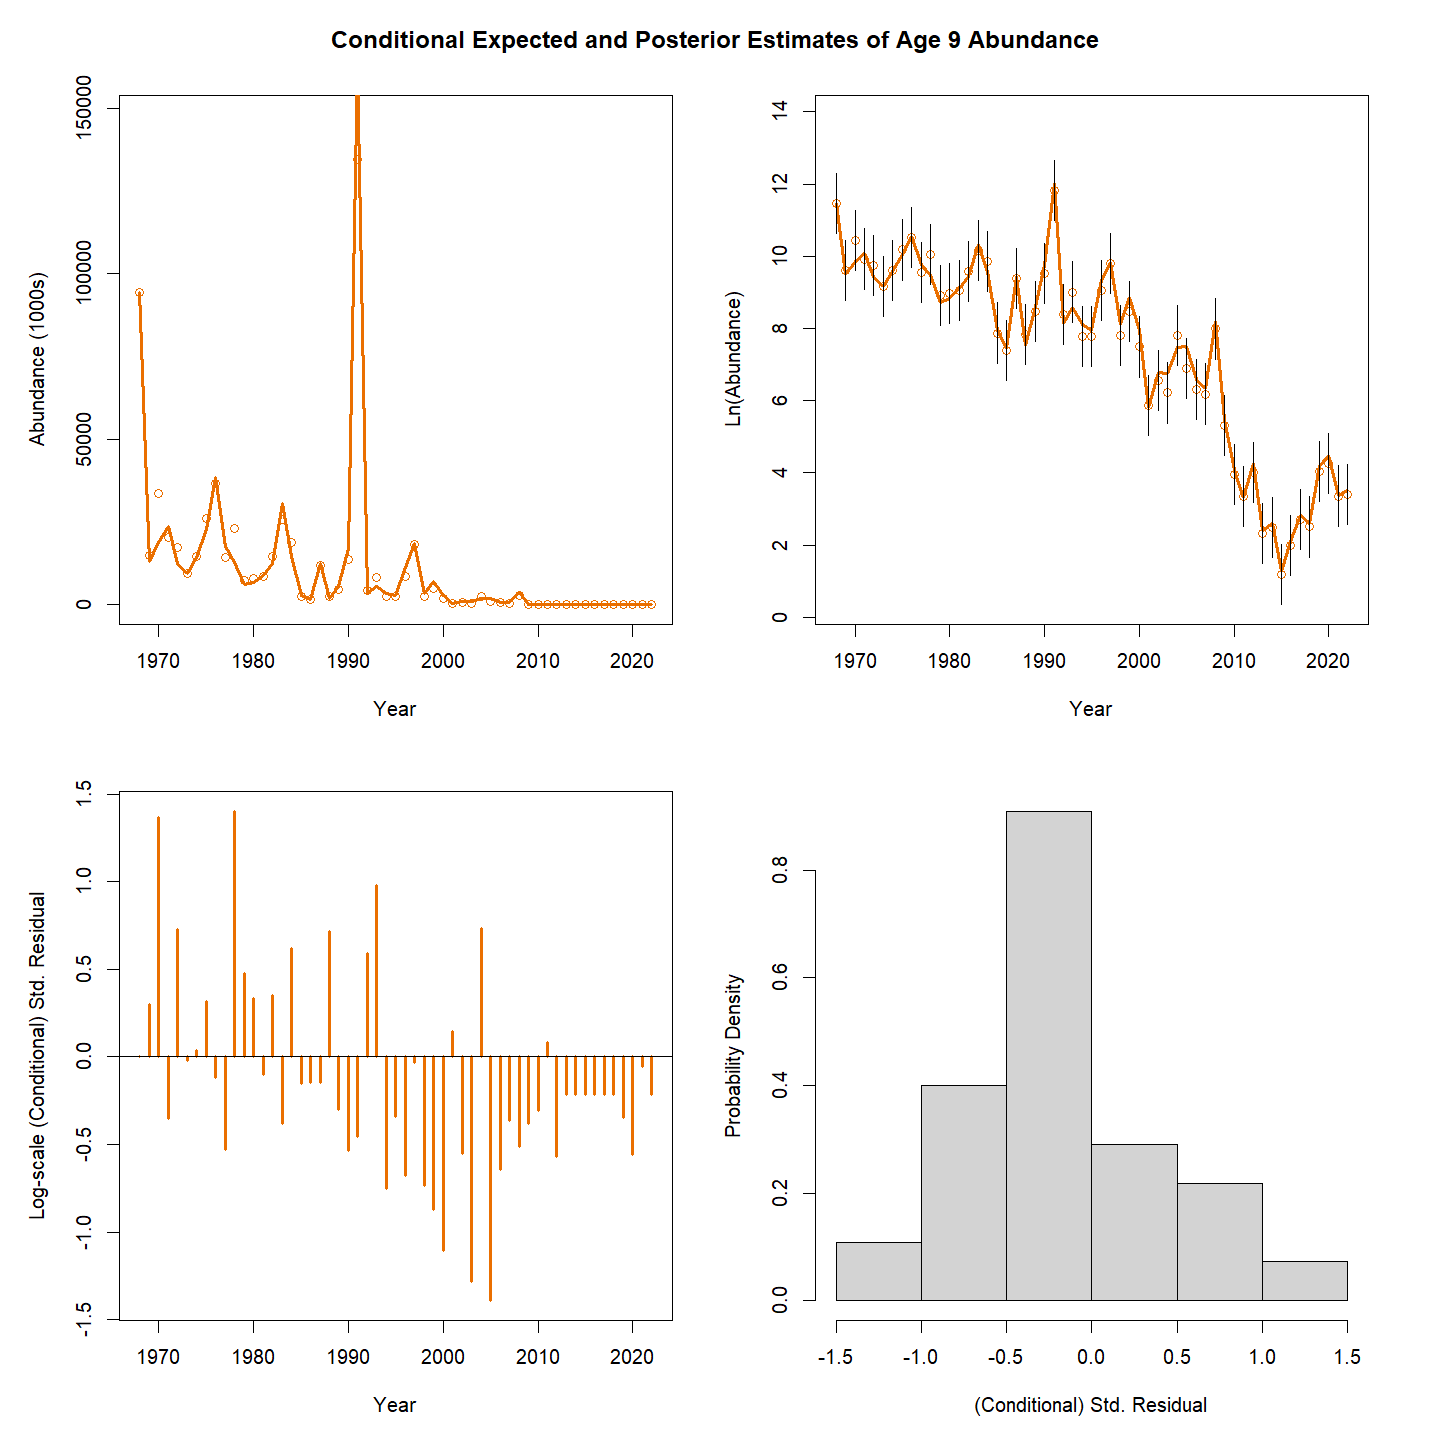 Conditional Expected and Posterior Estimates of Age 9 Abundance
Abundance (1000s)
0 50000 100000 150000
1970 1980 1990 2000 2010 2020
Year
Ln(Abundance)
0 2 4 6 8 10 12 14
1970 1980 1990 2000 2010 2020
Year
Log-scale (Conditional) Std. Residual
-1.5 -1.0 -0.5 0.0 0.5 1.0 1.5
1970 1980 1990 2000 2010 2020
Year
Probability Density
0.0 0.2 0.4 0.6 0.8
-1.5 -1.0 -0.5 0.0 0.5 1.0 1.5
(Conditional) Std. Residual